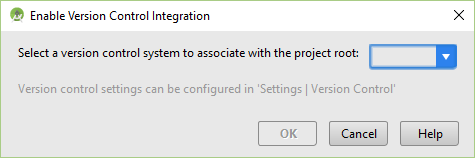 Enable Version Control Integration
Select a version control system to associate with the project root:
Version control settings can be configured in 'Settings | Version Control'
OK Cancel Help